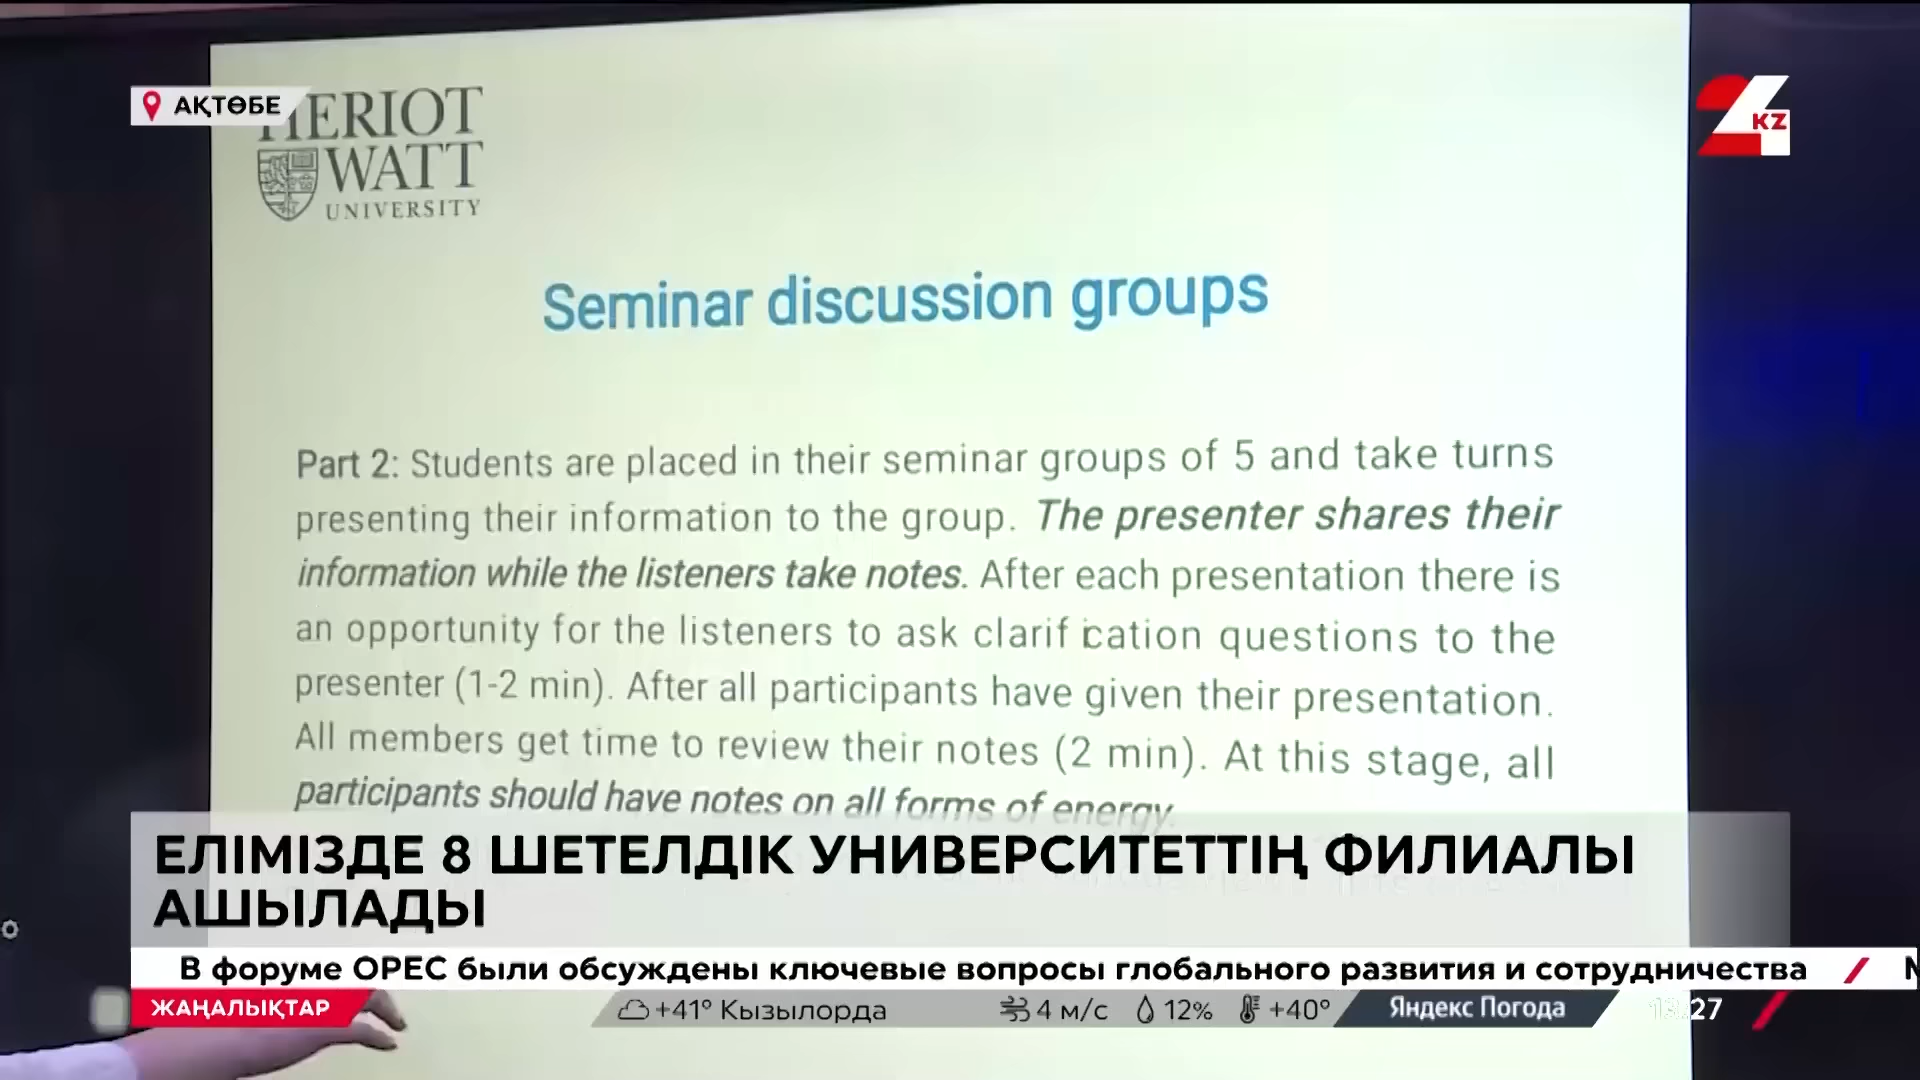 АҚТӨБЕ
HERIOT
WATT
UNIVERSITY
24
KZ
Seminar discussion groups
Part 2: Students are placed in their seminar groups of 5 and take turns
presenting their information to the group. The presenter shares their
information while the listeners take notes. After each presentation there is
an opportunity for the listeners to ask clarification questions to the
presenter (1-2 min). After all participants have given their presentation.
All members get time to review their notes (2 min). At this stage, all
participants should have notes on all forms of energy.
ЕЛІМІЗДЕ 8 ШЕТЕЛДІК УНИВЕРСИТЕТТІҢ ФИЛИАЛЫ
АШЫЛАДЫ
В форуме OPEC были обсуждены ключевые вопросы глобального развития и сотрудничества
ЖАҢАЛЫҚТАР
+41° Кызылорда 4 м/с 12% +40° Яндекс Погода